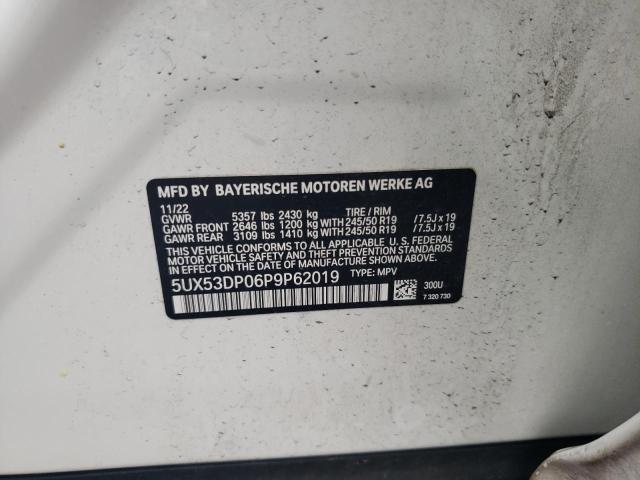 MFD BY BAYERISCHE MOTOREN WERKE AG
11/22
GVWR 5357 lbs 2430 kg TIRE / RIM
GAWR FRONT 2646 lbs 1200 kg WITH 245/50 R19 / 7.5J x 19
GAWR REAR 3109 lbs 1410 kg WITH 245/50 R19 / 7.5J x 19
THIS VEHICLE CONFORMS TO ALL APPLICABLE U. S. FEDERAL
MOTOR VEHICLE SAFETY AND THEFT PREVENTION STANDARDS
IN EFFECT ON THE DATE OF MANUFACTURE SHOWN ABOVE.
5UX53DP06P9P62019 TYPE: MPV
300U
7 320 730